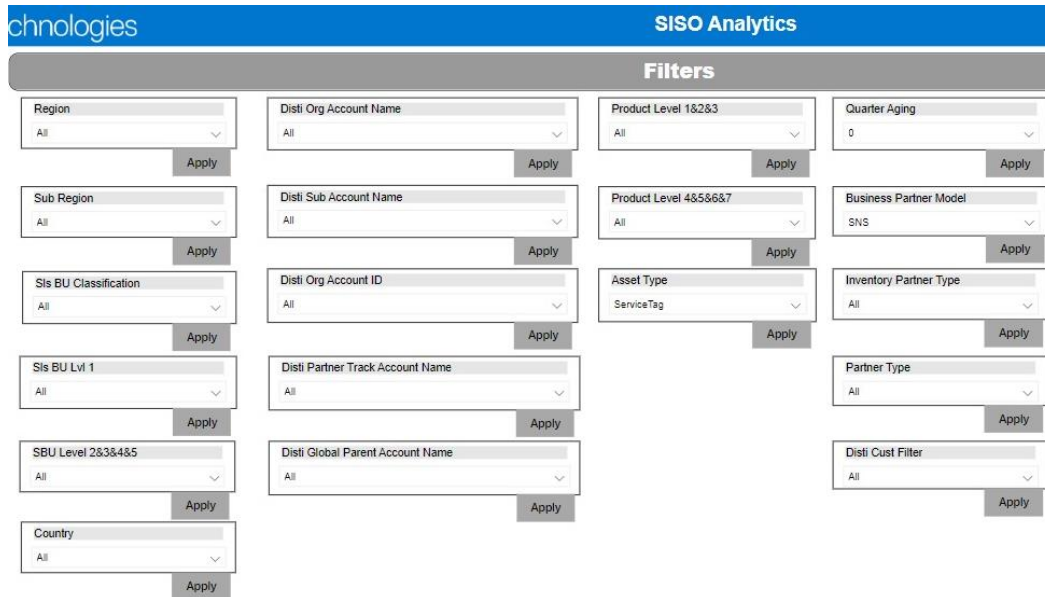 chnologies
SISO Analytics
Filters
Region
All
Apply
Sub Region
All
Apply
Sls BU Classification
All
Apply
Sls BU Lvl 1
All
Apply
SBU Level 2&3&4&5
All
Apply
Country
All
Apply
Disti Org Account Name
All
Apply
Disti Sub Account Name
All
Apply
Disti Org Account ID
All
Apply
Disti Partner Track Account Name
All
Apply
Disti Global Parent Account Name
All
Apply
Product Level 1&2&3
All
Apply
Product Level 4&5&6&7
All
Apply
Asset Type
ServiceTag
Apply
Quarter Aging
0
Apply
Business Partner Model
SNS
Apply
Inventory Partner Type
All
Apply
Partner Type
All
Apply
Disti Cust Filter
All
Apply